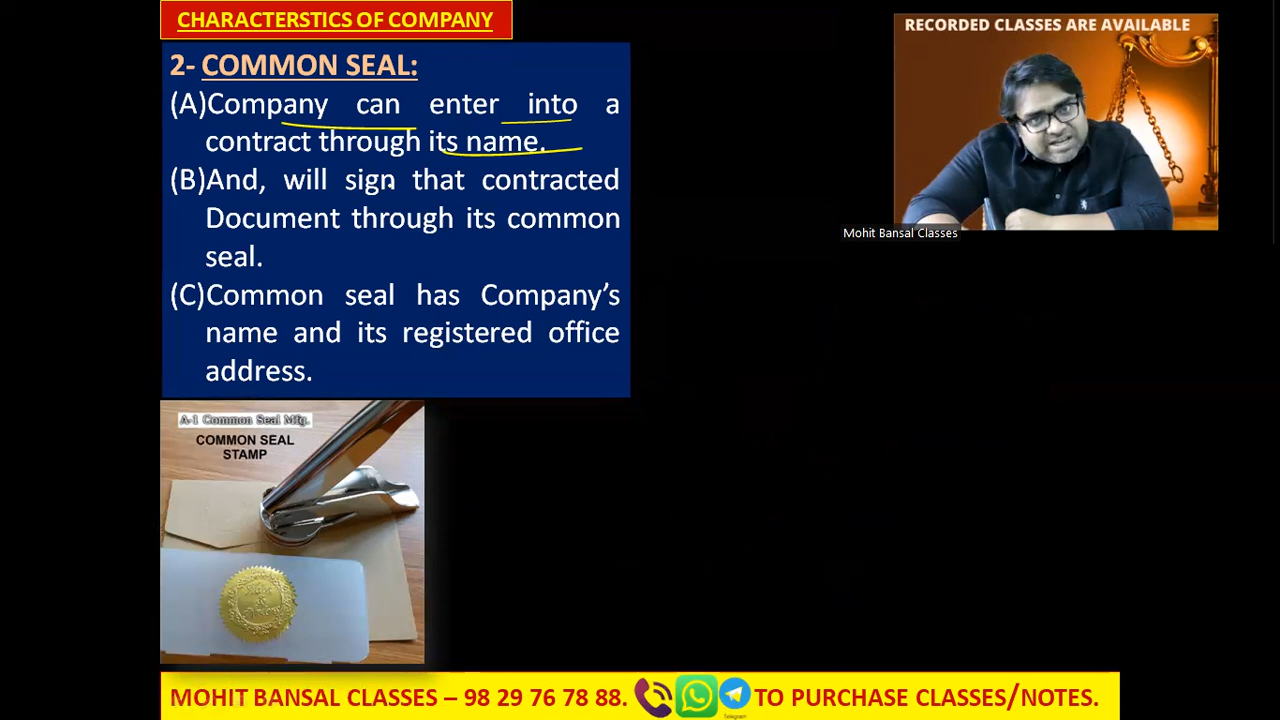 CHARACTERSTICS OF COMPANY
RECORDED CLASSES ARE AVAILABLE
2- COMMON SEAL:
(A)Company can enter into a
contract through its name.
(B)And, will sign that contracted
Document through its common
seal.
(C)Common seal has Company's
name and its registered office
address.
Mohit Bansal Classes
A-1 Common Seal Mfg.
COMMON SEAL
STAMP
MOHIT BANSAL CLASSES – 98 29 76 78 88. TO PURCHASE CLASSES/NOTES.
Telegram